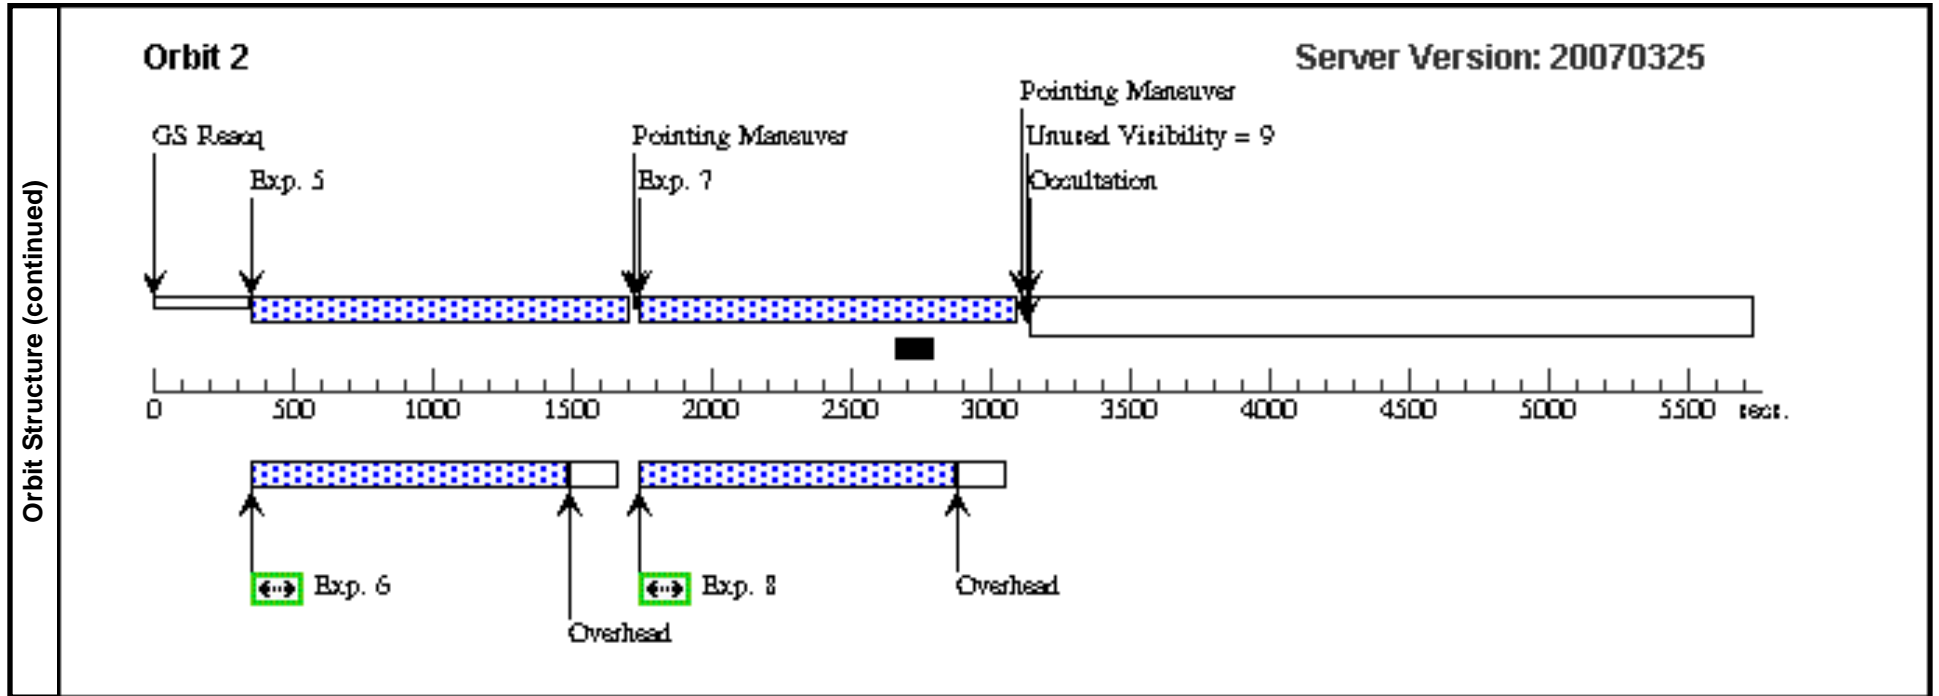 Orbit Structure (continued)
Orbit 2
Server Version: 20070325
Pointing Maneuver
GS Reacq
Pointing Maneuver
Unused Visibility = 9
Exp. 5
Exp. 7
Occultation
0 500 1000 1500 2000 2500 3000 3500 4000 4500 5000 5500 secs.
Exp. 6
Exp. 8
Overhead
Overhead